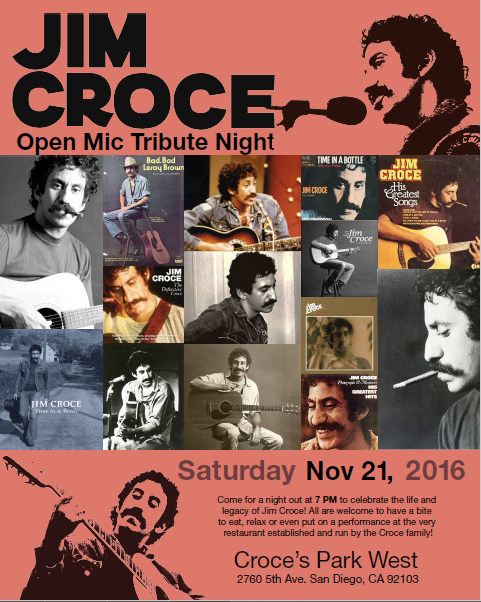 JIM
CROCE
Open Mic Tribute Night
Bad, Bad
Leroy Brown
TIME IN A BOTTLE
JIM CROCE
JIM
CROCE
His
Greatest
Songs
Jim
Croce
JIM
CROCE
The
Definitive
Croce
JIM CROCE
Time in a Bottle
JIM CROCE
Photographs & Memories
HIS
GREATEST
HITS
Saturday Nov 21, 2016
Come for a night out at 7 PM to celebrate the life and
legacy of Jim Croce! All are welcome to have a bite
to eat, relax or even put on a performance at the very
restaurant established and run by the Croce family!
Croce's Park West
2760 5th Ave. San Diego, CA 92103